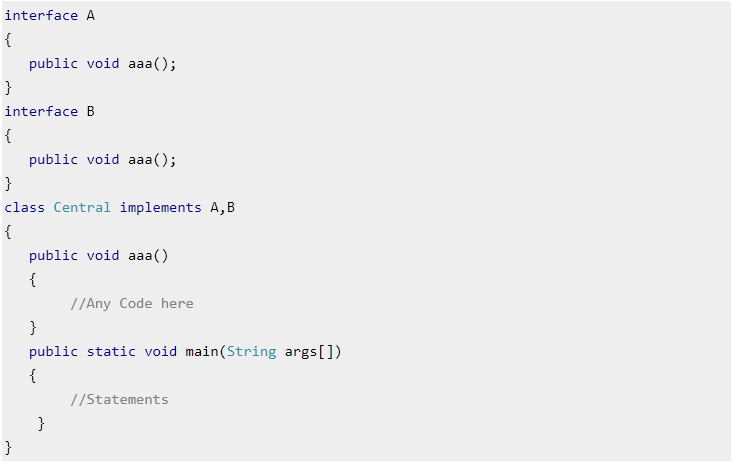 interface A
{
   public void aaa();
}
interface B
{
   public void aaa();
}
class Central implements A,B
{
   public void aaa()
   {
        //Any Code here
   }
   public static void main(String args[])
   {
        //Statements
    }
}